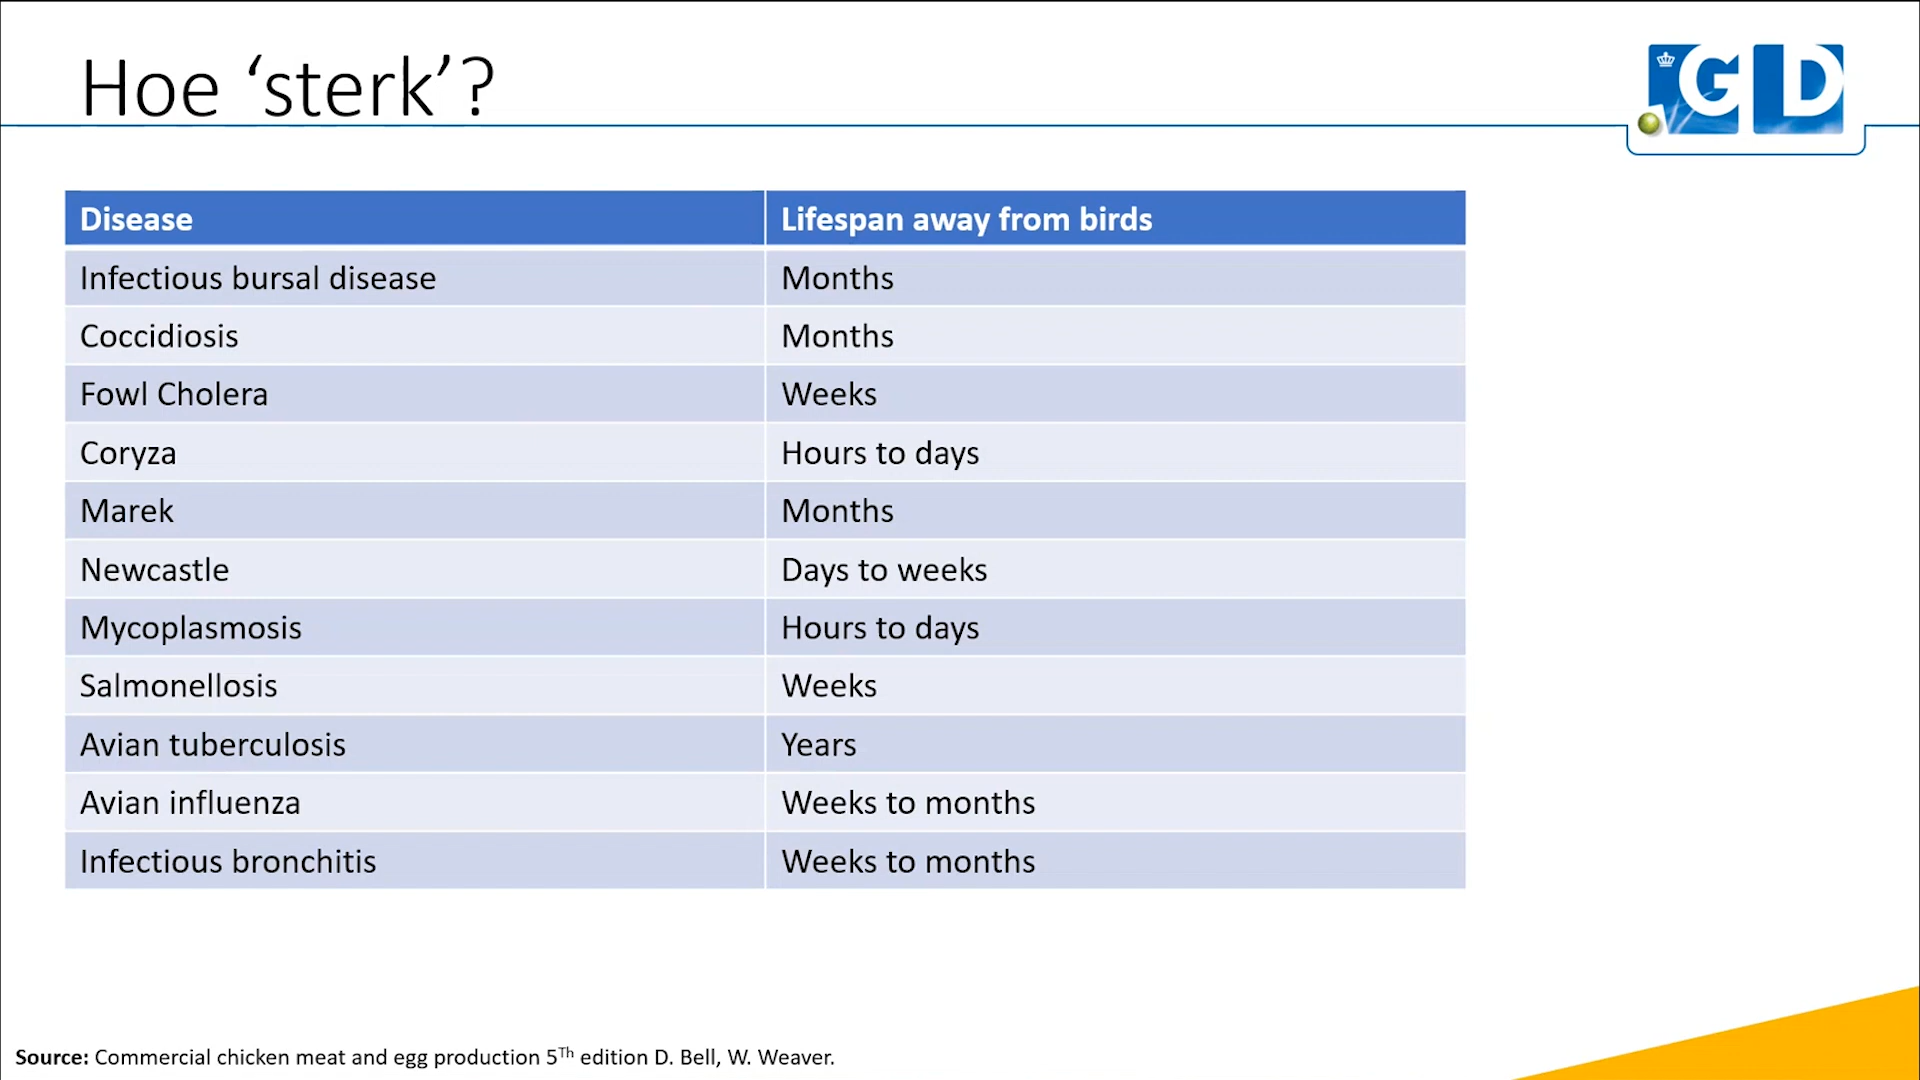 Hoe ‘sterk’?
GD
Disease Lifespan away from birds
Infectious bursal disease Months
Coccidiosis Months
Fowl Cholera Weeks
Coryza Hours to days
Marek Months
Newcastle Days to weeks
Mycoplasmosis Hours to days
Salmonellosis Weeks
Avian tuberculosis Years
Avian influenza Weeks to months
Infectious bronchitis Weeks to months
Source: Commercial chicken meat and egg production 5Th edition D. Bell, W. Weaver.